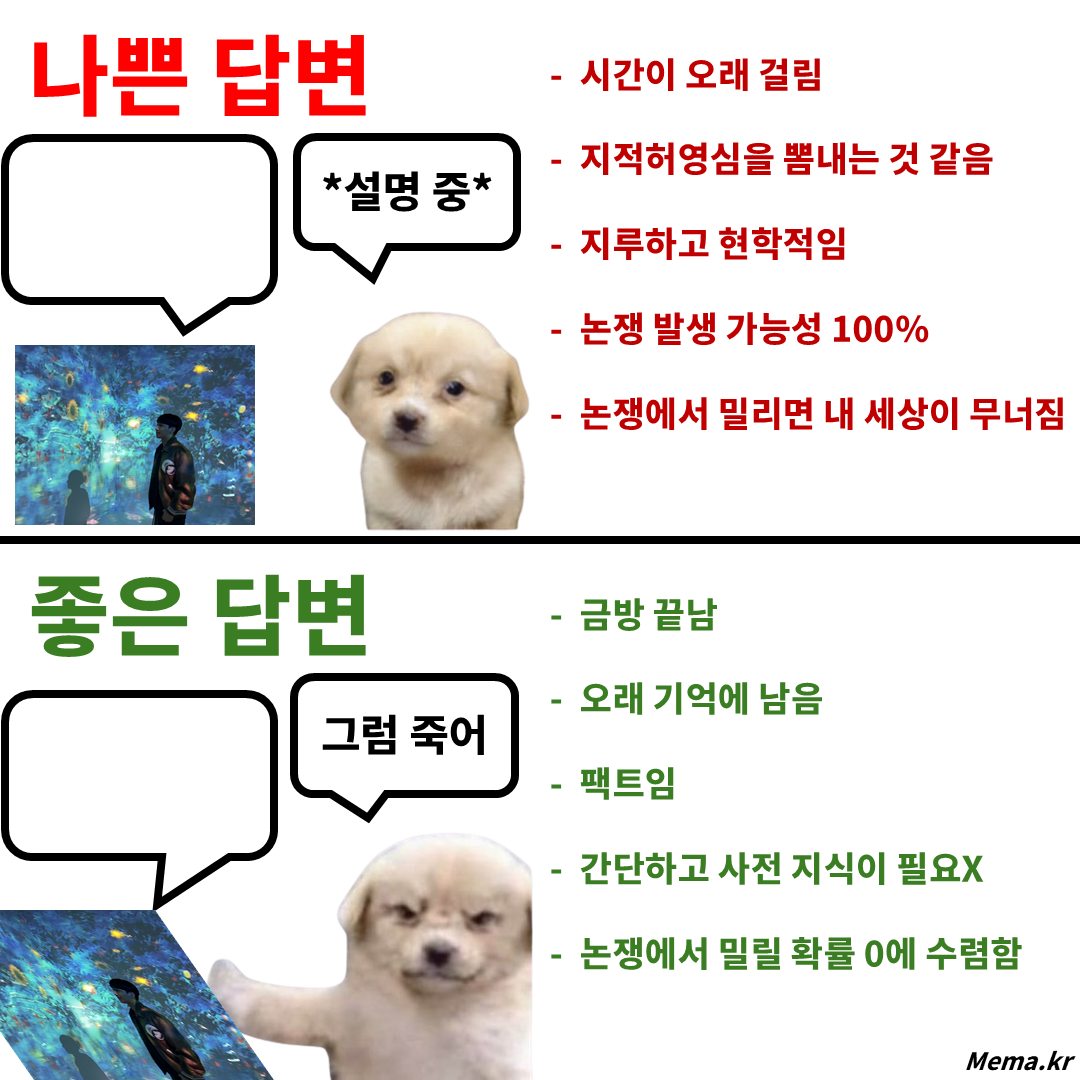 나쁜 답변
*설명 중*
- 시간이 오래 걸림
- 지적허영심을 뽐내는 것 같음
- 지루하고 현학적임
- 논쟁 발생 가능성 100%
- 논쟁에서 밀리면 내 세상이 무너짐
좋은 답변
그럼 죽어
- 금방 끝남
- 오래 기억에 남음
- 팩트임
- 간단하고 사전 지식이 필요X
- 논쟁에서 밀릴 확률 0에 수렴함
Mema.kr